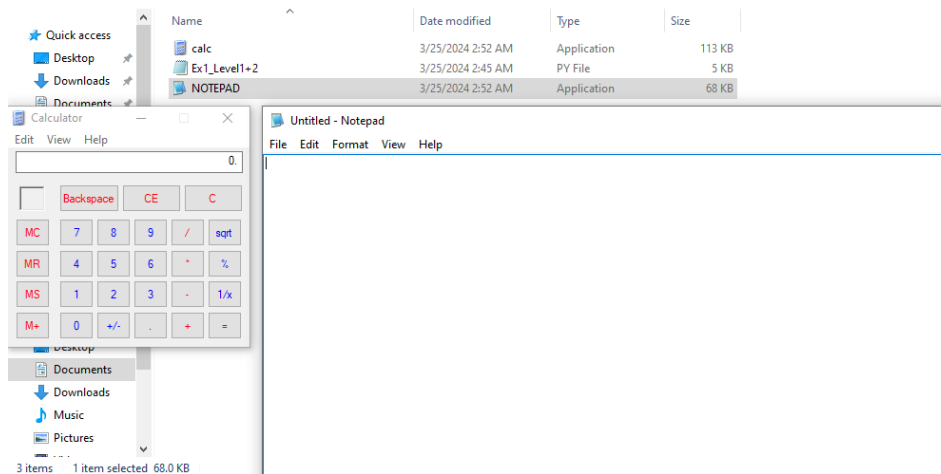 Name Date modified Type Size
Quick access
Desktop
Downloads
Documents
calc 3/25/2024 2:52 AM Application 113 KB
Ex1_Level1+2 3/25/2024 2:45 AM PY File 5 KB
NOTEPAD 3/25/2024 2:52 AM Application 68 KB
Calculator
Edit View Help
0.
Backspace CE C
MC 7 8 9 / sqrt
MR 4 5 6 * %
MS 1 2 3 - 1/x
M+ 0 +/- . + =
Untitled - Notepad
File Edit Format View Help
Desktop
Documents
Downloads
Music
Pictures
3 items 1 item selected 68.0 KB